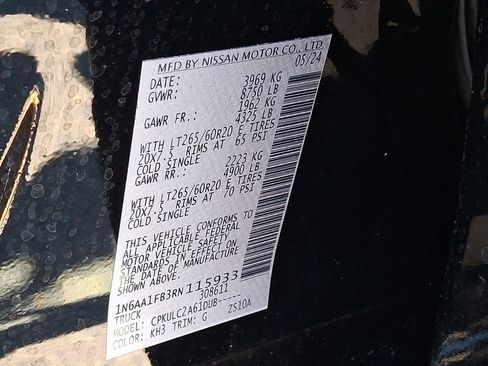 MFD BY NISSAN MOTOR CO., LTD.
DATE: 05/24
GVWR: 3969 KG
8750 LB
GAWR FR.: 1962 KG
4325 LB
WITH LT265/60R20 E TIRES
20X7.5 RIMS AT 65 PSI
COLD SINGLE
GAWR RR.: 2223 KG
4900 LB
WITH LT265/60R20 E TIRES
20X7.5 RIMS AT 70 PSI
COLD SINGLE
THIS VEHICLE CONFORMS TO
ALL APPLICABLE FEDERAL
MOTOR VEHICLE SAFETY
STANDARDS IN EFFECT ON
THE DATE OF MANUFACTURE
1N6AA1FB3RN115933
TRUCK 308611
MODEL: CPKULC2A61DUB-----
COLOR: KH3 TRIM: G ZS10A